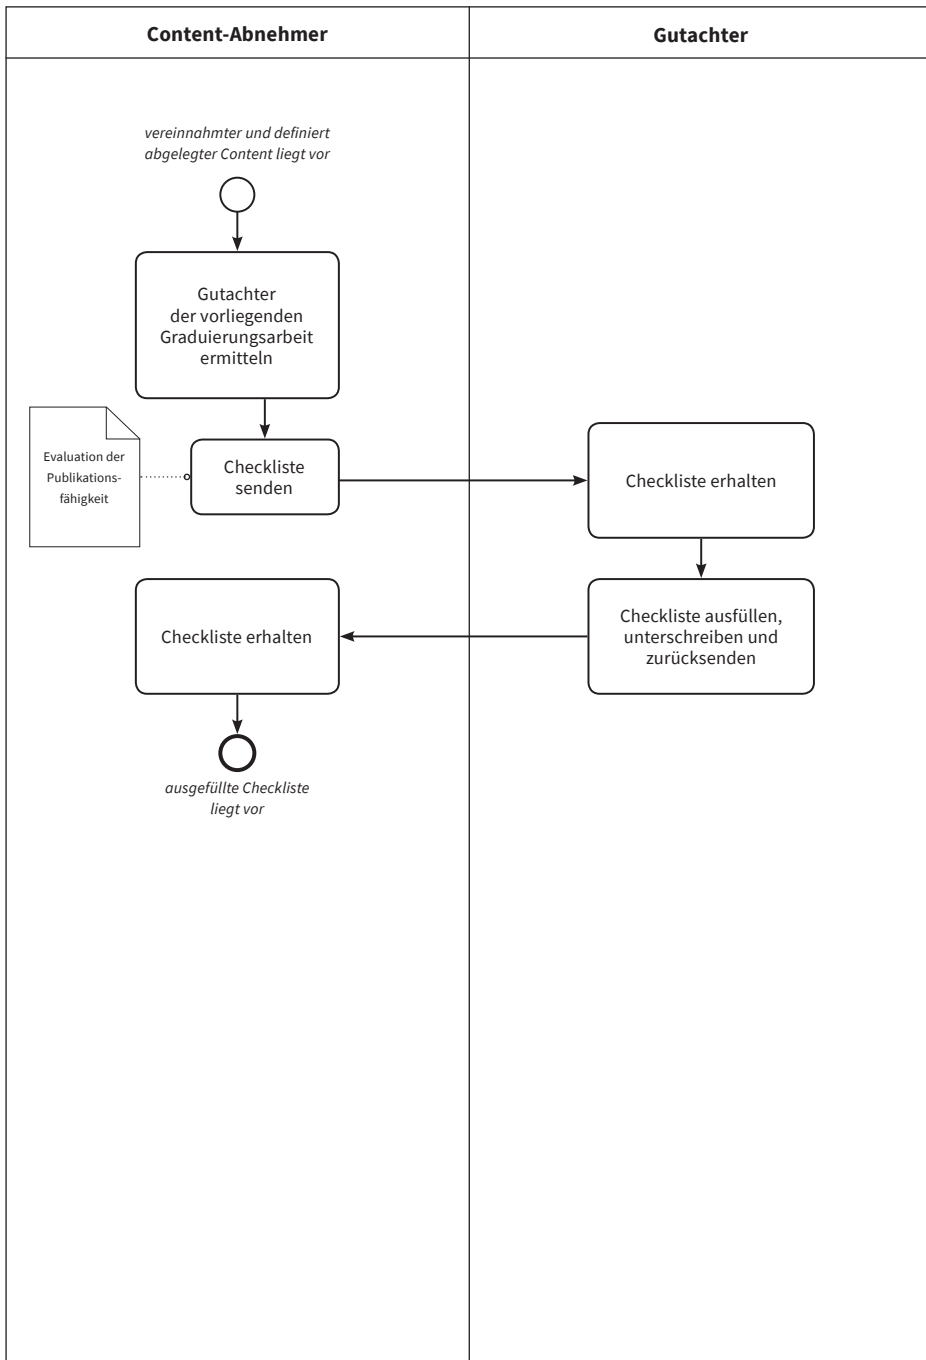 Content-Abnehmer
Gutachter
vereinnahmter und definiert
abgelegter Content liegt vor
Gutachter
der vorliegenden
Graduierungsarbeit
ermitteln
Evaluation der
Publikations-
fähigkeit
Checkliste
senden
Checkliste erhalten
Checkliste ausfüllen,
unterschreiben und
zurücksenden
Checkliste erhalten
ausgefüllte Checkliste
liegt vor